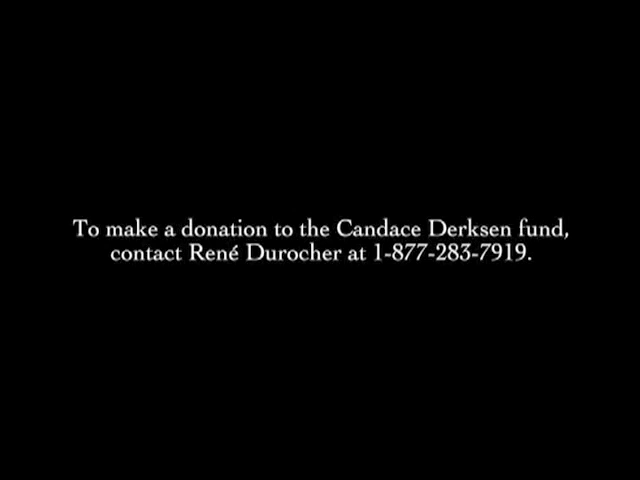 To make a donation to the Candace Derksen fund,
contact René Durocher at 1-877-283-7919.